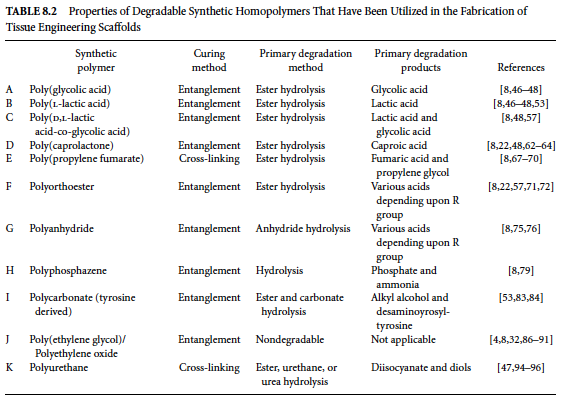 TABLE 8.2 Properties of Degradable Synthetic Homopolymers That Have Been Utilized in the Fabrication of
Tissue Engineering Scaffolds
Synthetic polymer Curing method Primary degradation method Primary degradation products References
A Poly(glycolic acid) Entanglement Ester hydrolysis Glycolic acid [8,46–48]
B Poly(L-lactic acid) Entanglement Ester hydrolysis Lactic acid [8,46–48,53]
C Poly(D,L-lactic Entanglement Ester hydrolysis Lactic acid and [8,48,57]
acid-co-glycolic acid) glycolic acid
D Poly(caprolactone) Entanglement Ester hydrolysis Caproic acid [8,22,48,62–64]
E Poly(propylene fumarate) Cross-linking Ester hydrolysis Fumaric acid and [8,67–70]
propylene glycol
F Polyorthoester Entanglement Ester hydrolysis Various acids [8,22,57,71,72]
depending upon R
group
G Polyanhydride Entanglement Anhydride hydrolysis Various acids [8,75,76]
depending upon R
group
H Polyphosphazene Entanglement Hydrolysis Phosphate and [8,79]
ammonia
I Polycarbonate (tyrosine Entanglement Ester and carbonate Alkyl alcohol and [53,83,84]
derived) hydrolysis desaminoyrosyl-
tyrosine
J Poly(ethylene glycol)/ Entanglement Nondegradable Not applicable [4,8,32,86–91]
Polyethylene oxide
K Polyurethane Cross-linking Ester, urethane, or Diisocyanate and diols [47,94–96]
urea hydrolysis